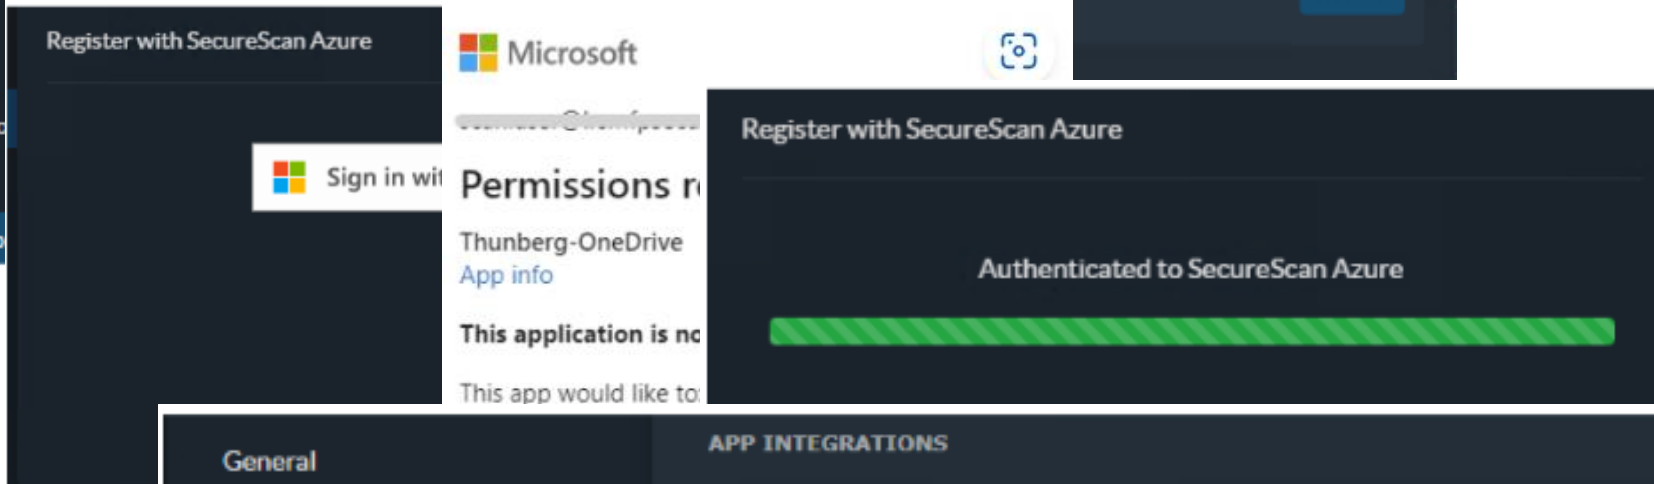 Register with SecureScan Azure
Sign in wit
Microsoft
Permissions r
Thunberg-OneDrive
App info
This application is no
This app would like to:
Register with SecureScan Azure
Authenticated to SecureScan Azure
General
APP INTEGRATIONS